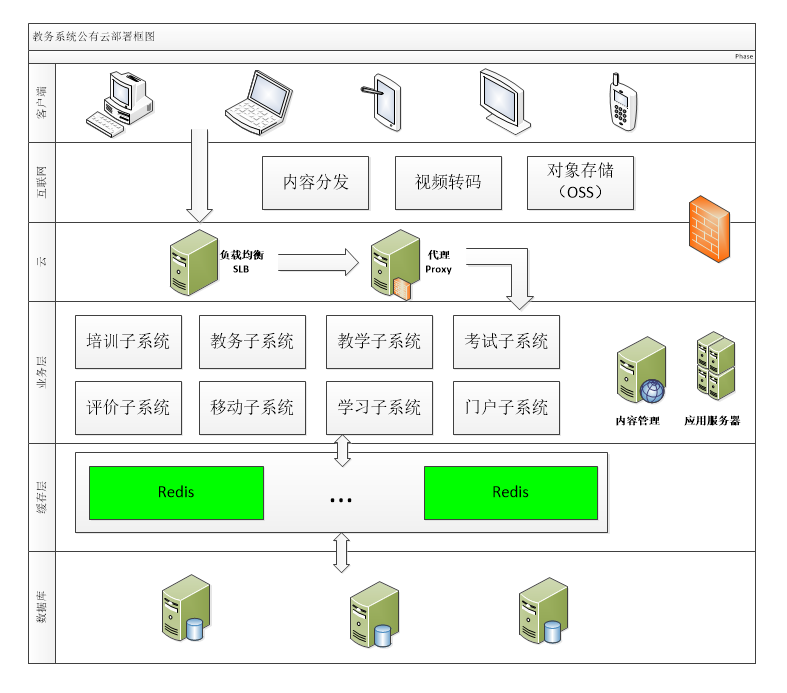 教务系统公有云部署框图
Phase
客户端
互联网
内容分发
视频转码
对象存储
（OSS）
云
负载均衡
SLB
代理
Proxy
业务层
培训子系统
教务子系统
教学子系统
考试子系统
评价子系统
移动子系统
学习子系统
门户子系统
内容管理
应用服务器
缓存层
Redis
...
Redis
数据库